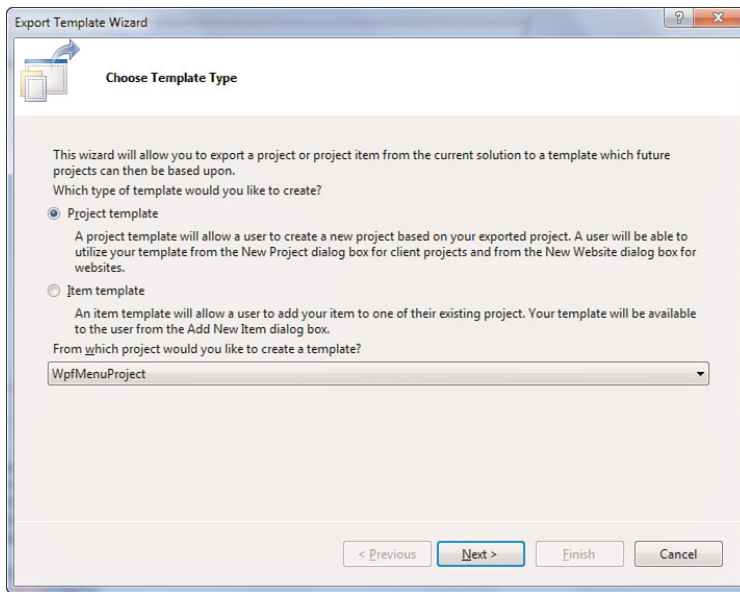 Export Template Wizard
Choose Template Type
This wizard will allow you to export a project or project item from the current solution to a template which future
projects can then be based upon.
Which type of template would you like to create?
Project template
A project template will allow a user to create a new project based on your exported project. A user will be able to
utilize your template from the New Project dialog box for client projects and from the New Website dialog box for
websites.
Item template
An item template will allow a user to add your item to one of their existing project. Your template will be available
to the user from the Add New Item dialog box.
From which project would you like to create a template?
WpfMenuProject
< Previous Next > Finish Cancel